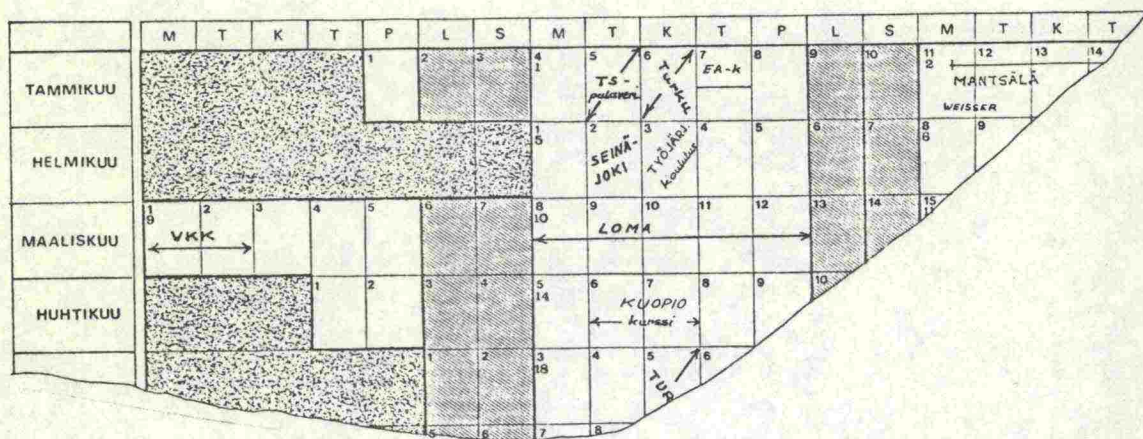 M T K T P L S M T K T P L S M T K T
TAMMIKUU 1 2 3 4 1 5 TS-palaveri 6 Turku 7 EA-k 8 9 10 11 2 12 13 14 MANTSÄLÄ WEISSER
HELMIKUU 1 5 2 SEINÄ-JOKI 3 TYÖJÄRJ. koulutus 4 5 6 7 8 6 9
MAALISKUU 1 9 2 3 VKK 4 5 6 7 8 10 9 10 11 12 LOMA 13 14 15
HUHTIKUU 1 2 3 4 5 14 6 7 8 KUOPIO kurssi 9 10
1 2 3 18 4 5 TUR 6
5 6 7 8